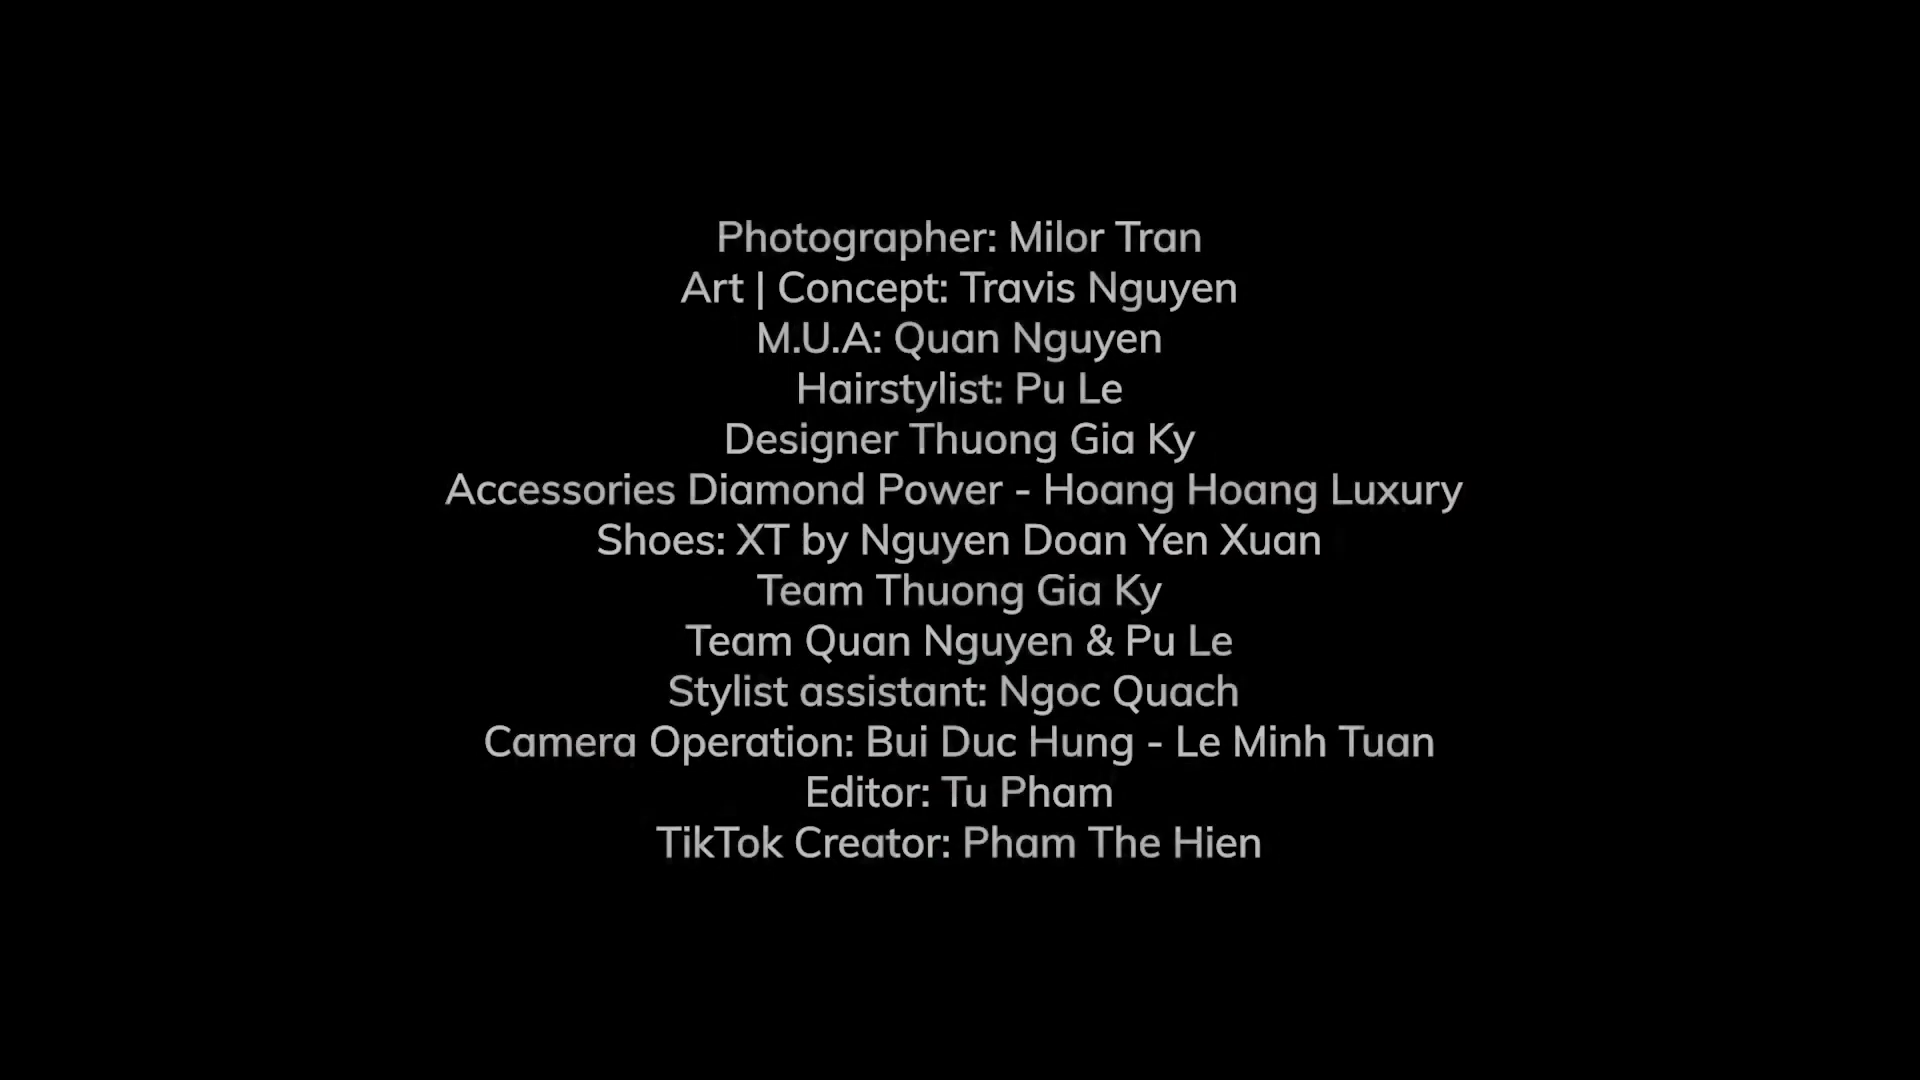 Photographer: Milor Tran
Art | Concept: Travis Nguyen
M.U.A: Quan Nguyen
Hairstylist: Pu Le
Designer Thuong Gia Ky
Accessories Diamond Power - Hoang Hoang Luxury
Shoes: XT by Nguyen Doan Yen Xuan
Team Thuong Gia Ky
Team Quan Nguyen & Pu Le
Stylist assistant: Ngoc Quach
Camera Operation: Bui Duc Hung - Le Minh Tuan
Editor: Tu Pham
TikTok Creator: Pham The Hien